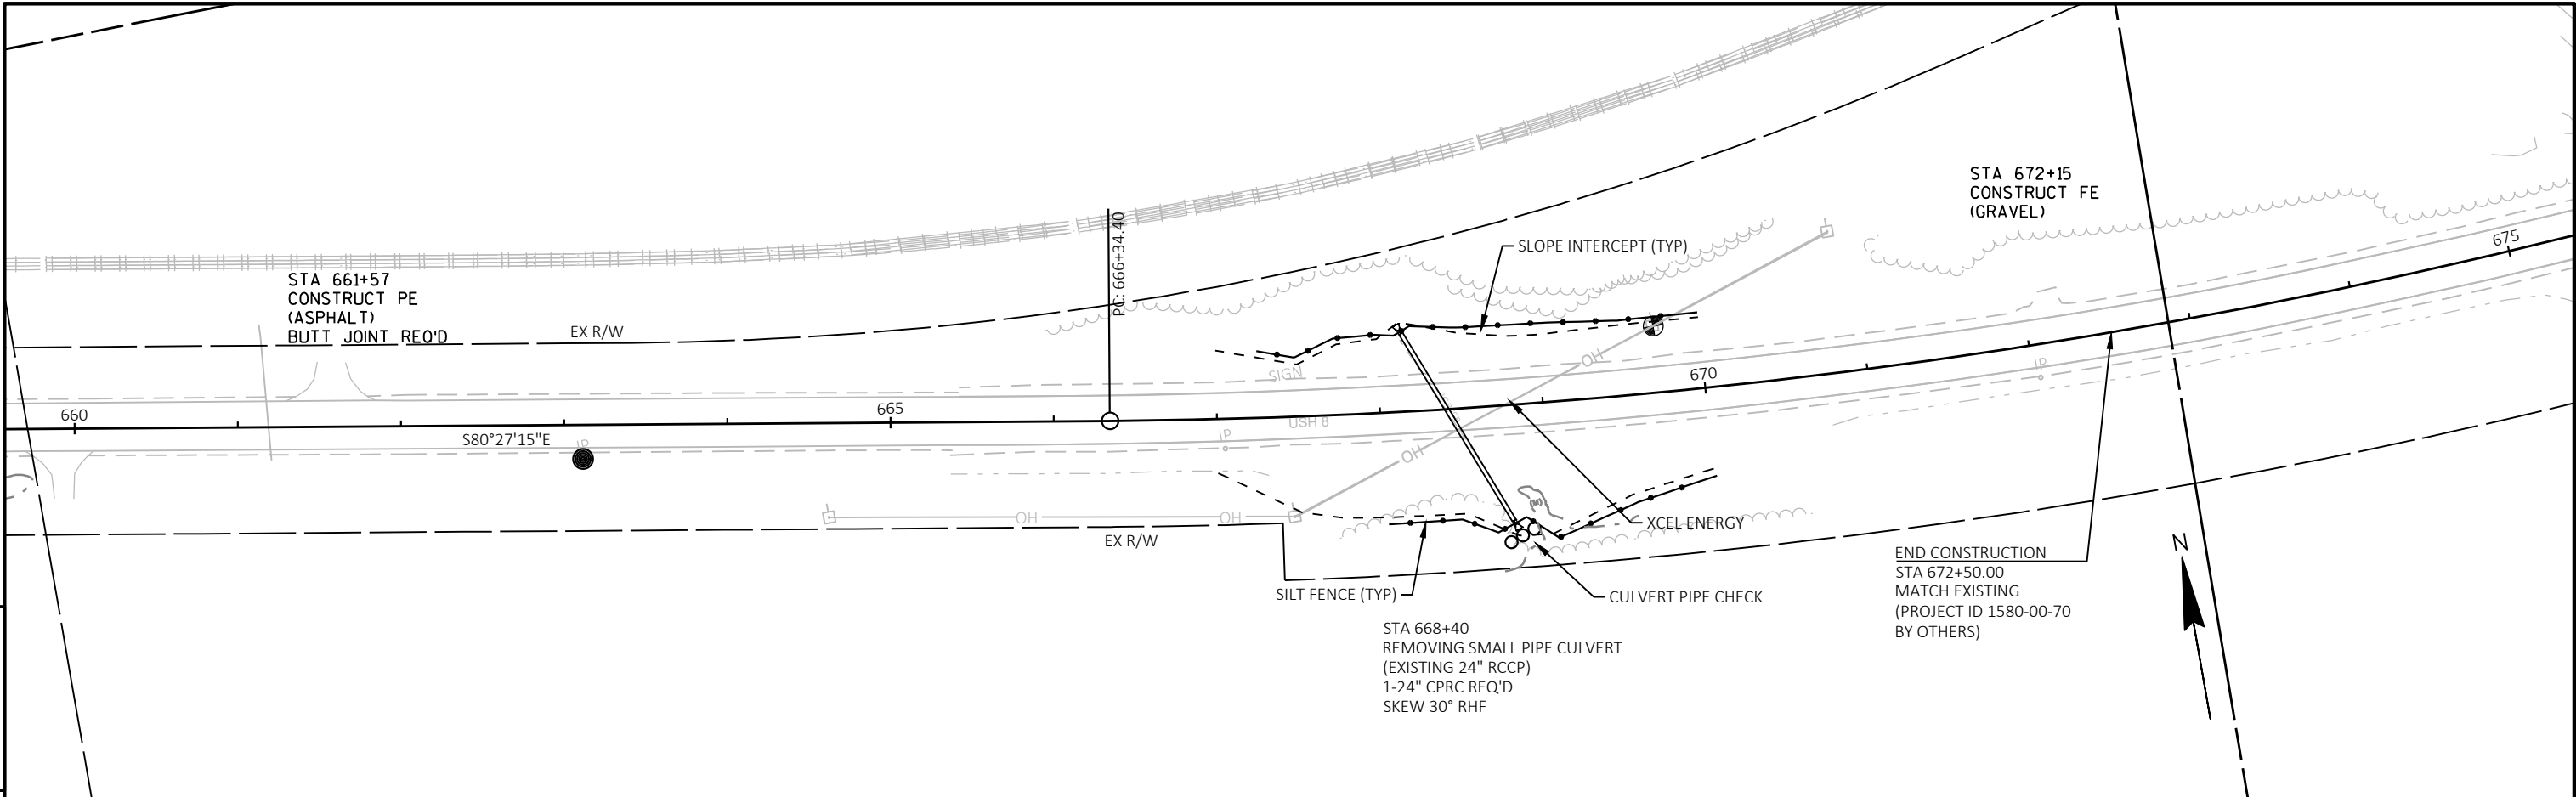 STA 661+57
CONSTRUCT PE
(ASPHALT)
BUTT JOINT REQ'D
EX R/W
PC: 666+34.40
SLOPE INTERCEPT (TYP)
STA 672+15
CONSTRUCT FE
(GRAVEL)
675
670
665
660
S80°27'15"E
IP
SIGN
USH 8
IP
IP
OH
OH
OH
OH
EX R/W
XCEL ENERGY
SILT FENCE (TYP)
CULVERT PIPE CHECK
STA 668+40
REMOVING SMALL PIPE CULVERT
(EXISTING 24" RCCP)
1-24" CPRC REQ'D
SKEW 30° RHF
END CONSTRUCTION
STA 672+50.00
MATCH EXISTING
(PROJECT ID 1580-00-70
BY OTHERS)
N